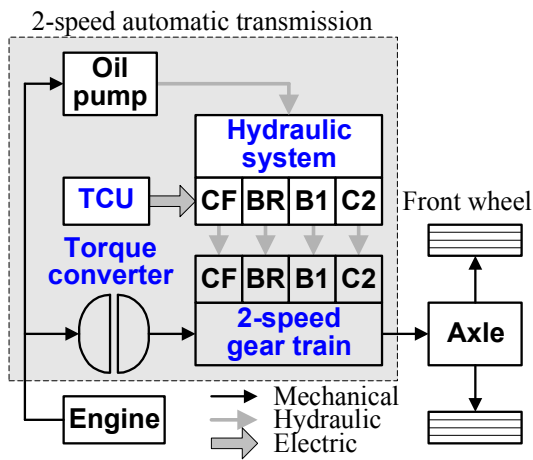 2-speed automatic transmission
Oil
pump
Hydraulic
system
TCU
CF BR B1 C2
Front wheel
Torque
converter
CF BR B1 C2
2-speed
gear train
Axle
Engine
Mechanical
Hydraulic
Electric